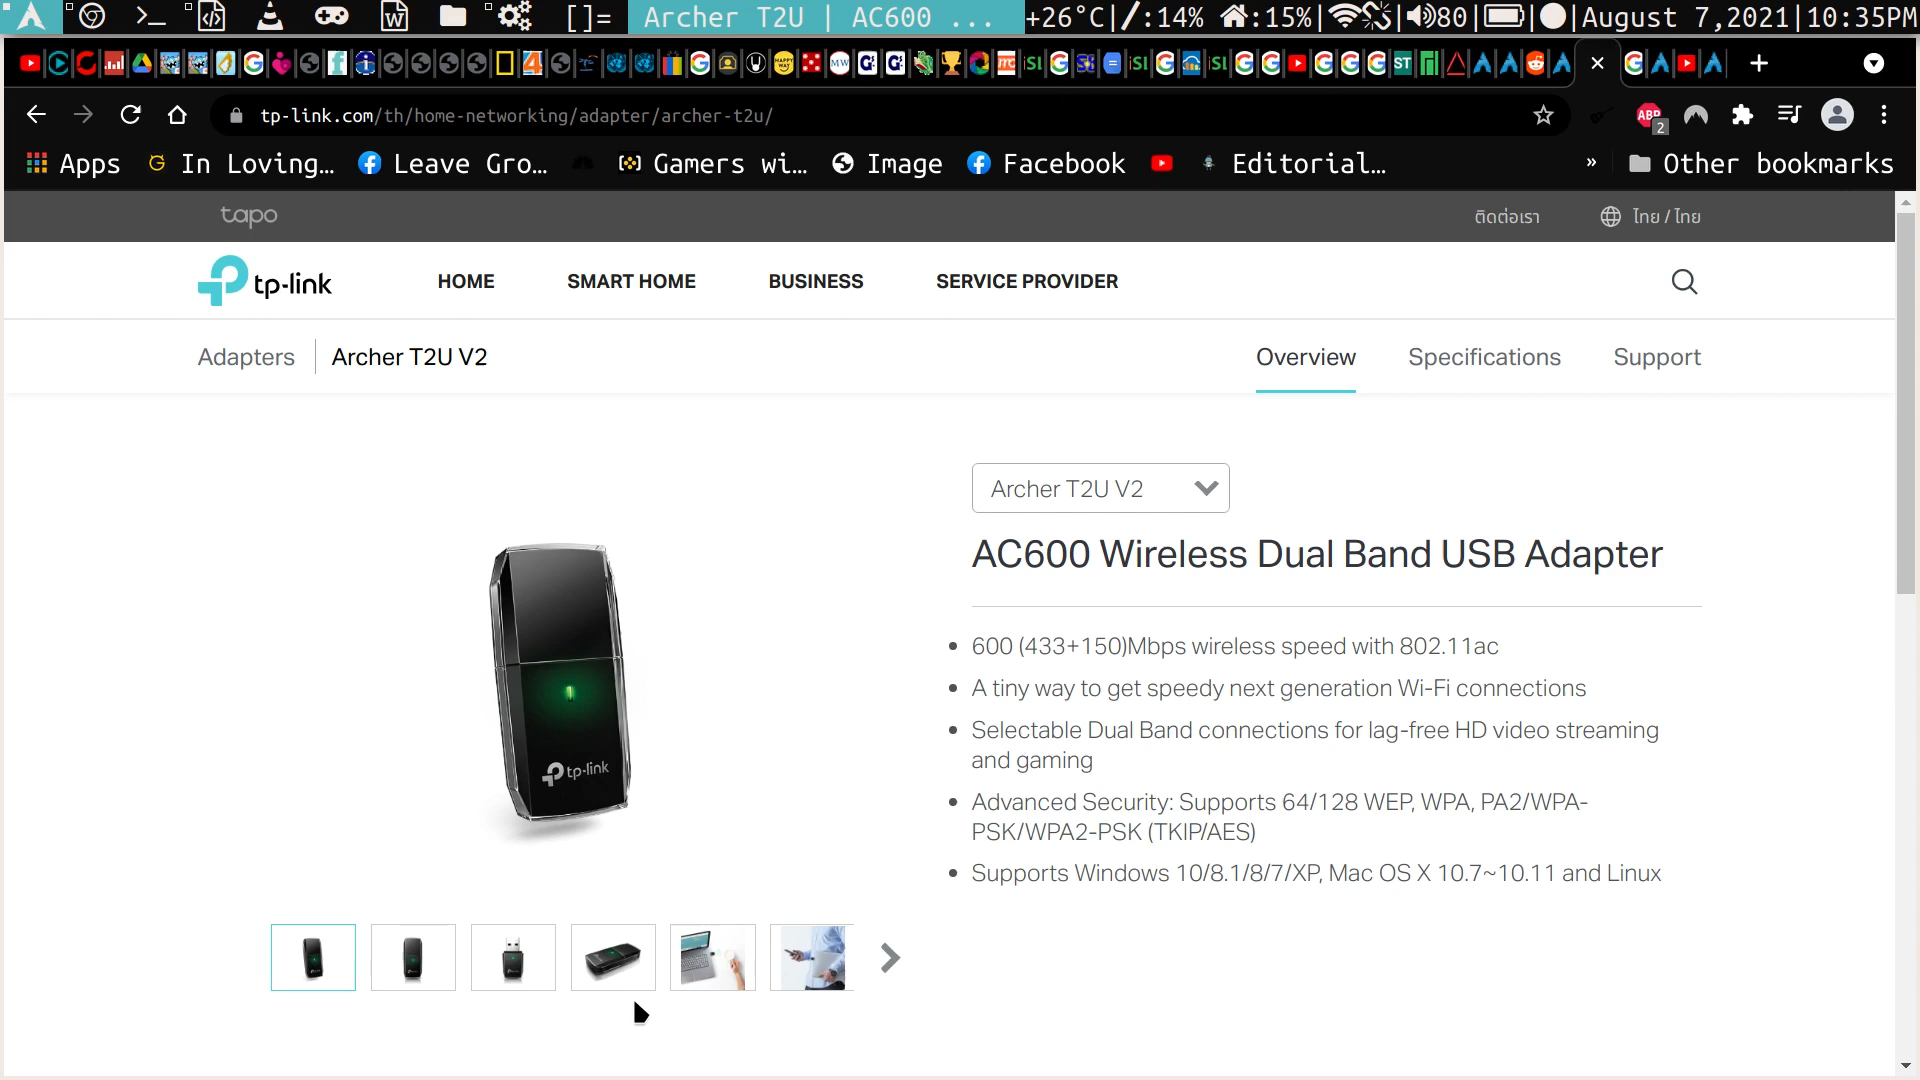 []= Archer T2U | AC600 ... +26°C|/:14% :15%| | 80| | |August 7,2021|10:35PM
tp-link.com/th/home-networking/adapter/archer-t2u/
ABP 2
Apps In Loving… Leave Gro… Gamers wi… Image Facebook Editorial… » Other bookmarks
tapo ติดต่อเรา ไทย / ไทย
tp-link HOME SMART HOME BUSINESS SERVICE PROVIDER
Adapters Archer T2U V2 Overview Specifications Support
Archer T2U V2
AC600 Wireless Dual Band USB Adapter
600 (433+150)Mbps wireless speed with 802.11ac
A tiny way to get speedy next generation Wi-Fi connections
Selectable Dual Band connections for lag-free HD video streaming
and gaming
Advanced Security: Supports 64/128 WEP, WPA, PA2/WPA-
PSK/WPA2-PSK (TKIP/AES)
Supports Windows 10/8.1/8/7/XP, Mac OS X 10.7~10.11 and Linux
tp-link